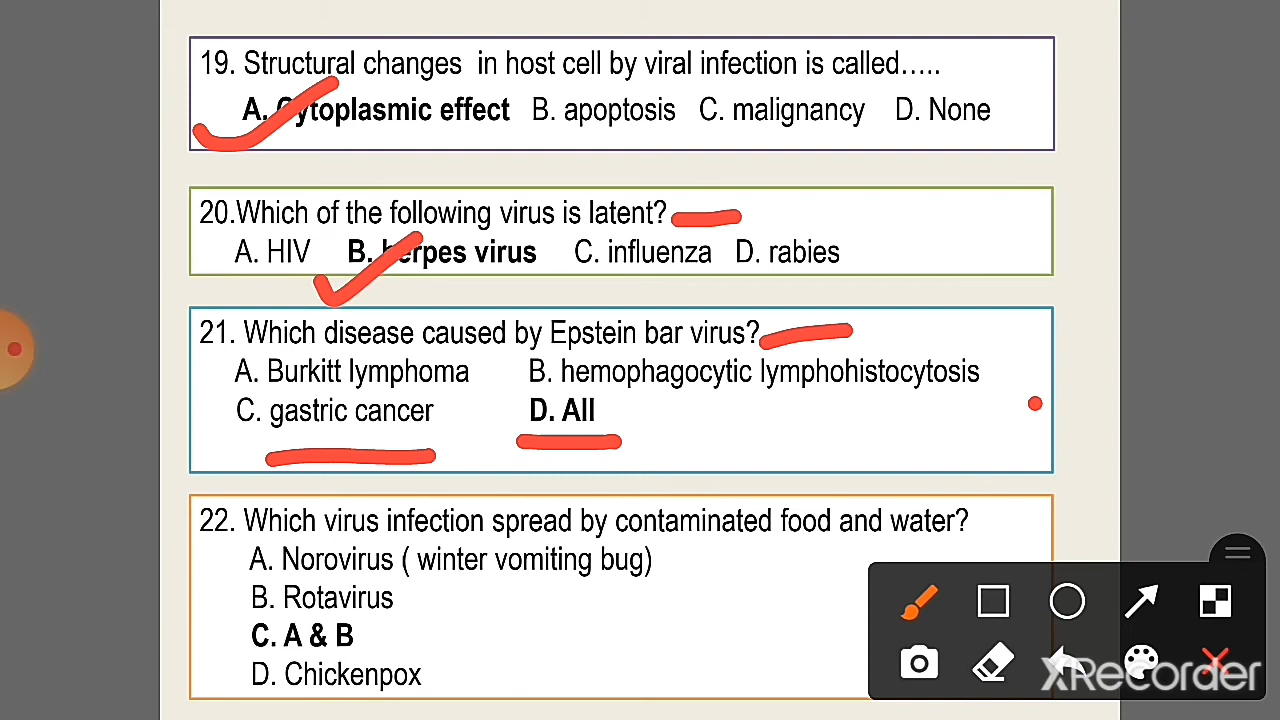 19. Structural changes in host cell by viral infection is called.....
A. Cytoplasmic effect B. apoptosis C. malignancy D. None
20.Which of the following virus is latent?
A. HIV B. herpes virus C. influenza D. rabies
21. Which disease caused by Epstein bar virus?
A. Burkitt lymphoma B. hemophagocytic lymphohistocytosis
C. gastric cancer D. All
22. Which virus infection spread by contaminated food and water?
A. Norovirus ( winter vomiting bug)
B. Rotavirus
C. A & B
D. Chickenpox
XRecorder